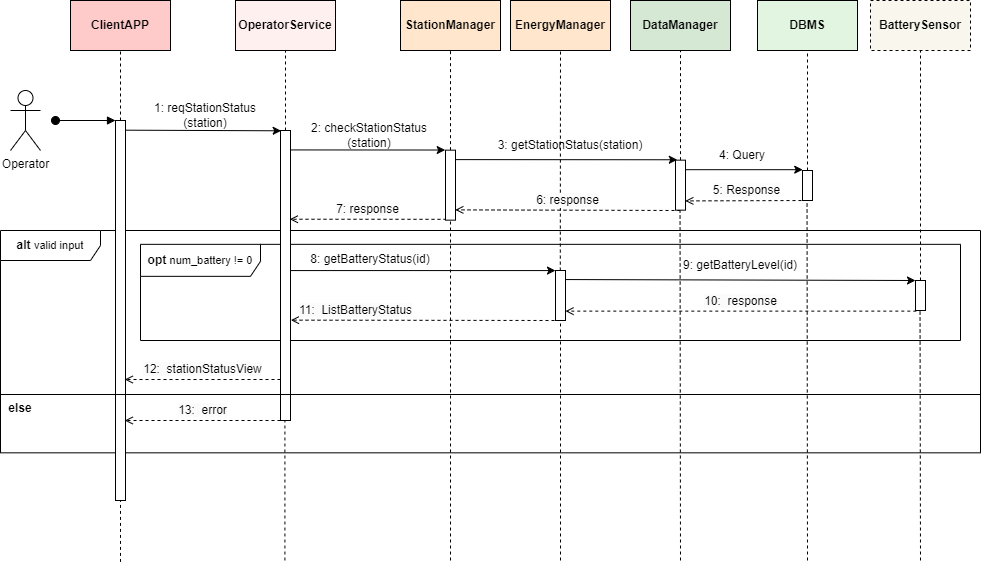 ClientAPP
OperatorService
StationManager
EnergyManager
DataManager
DBMS
BatterySensor
Operator
1: reqStationStatus
(station)
2: checkStationStatus
(station)
3: getStationStatus(station)
4: Query
5: Response
6: response
7: response
alt valid input
opt num_battery != 0
8: getBatteryStatus(id)
9: getBatteryLevel(id)
10: response
11: ListBatteryStatus
12: stationStatusView
else
13: error